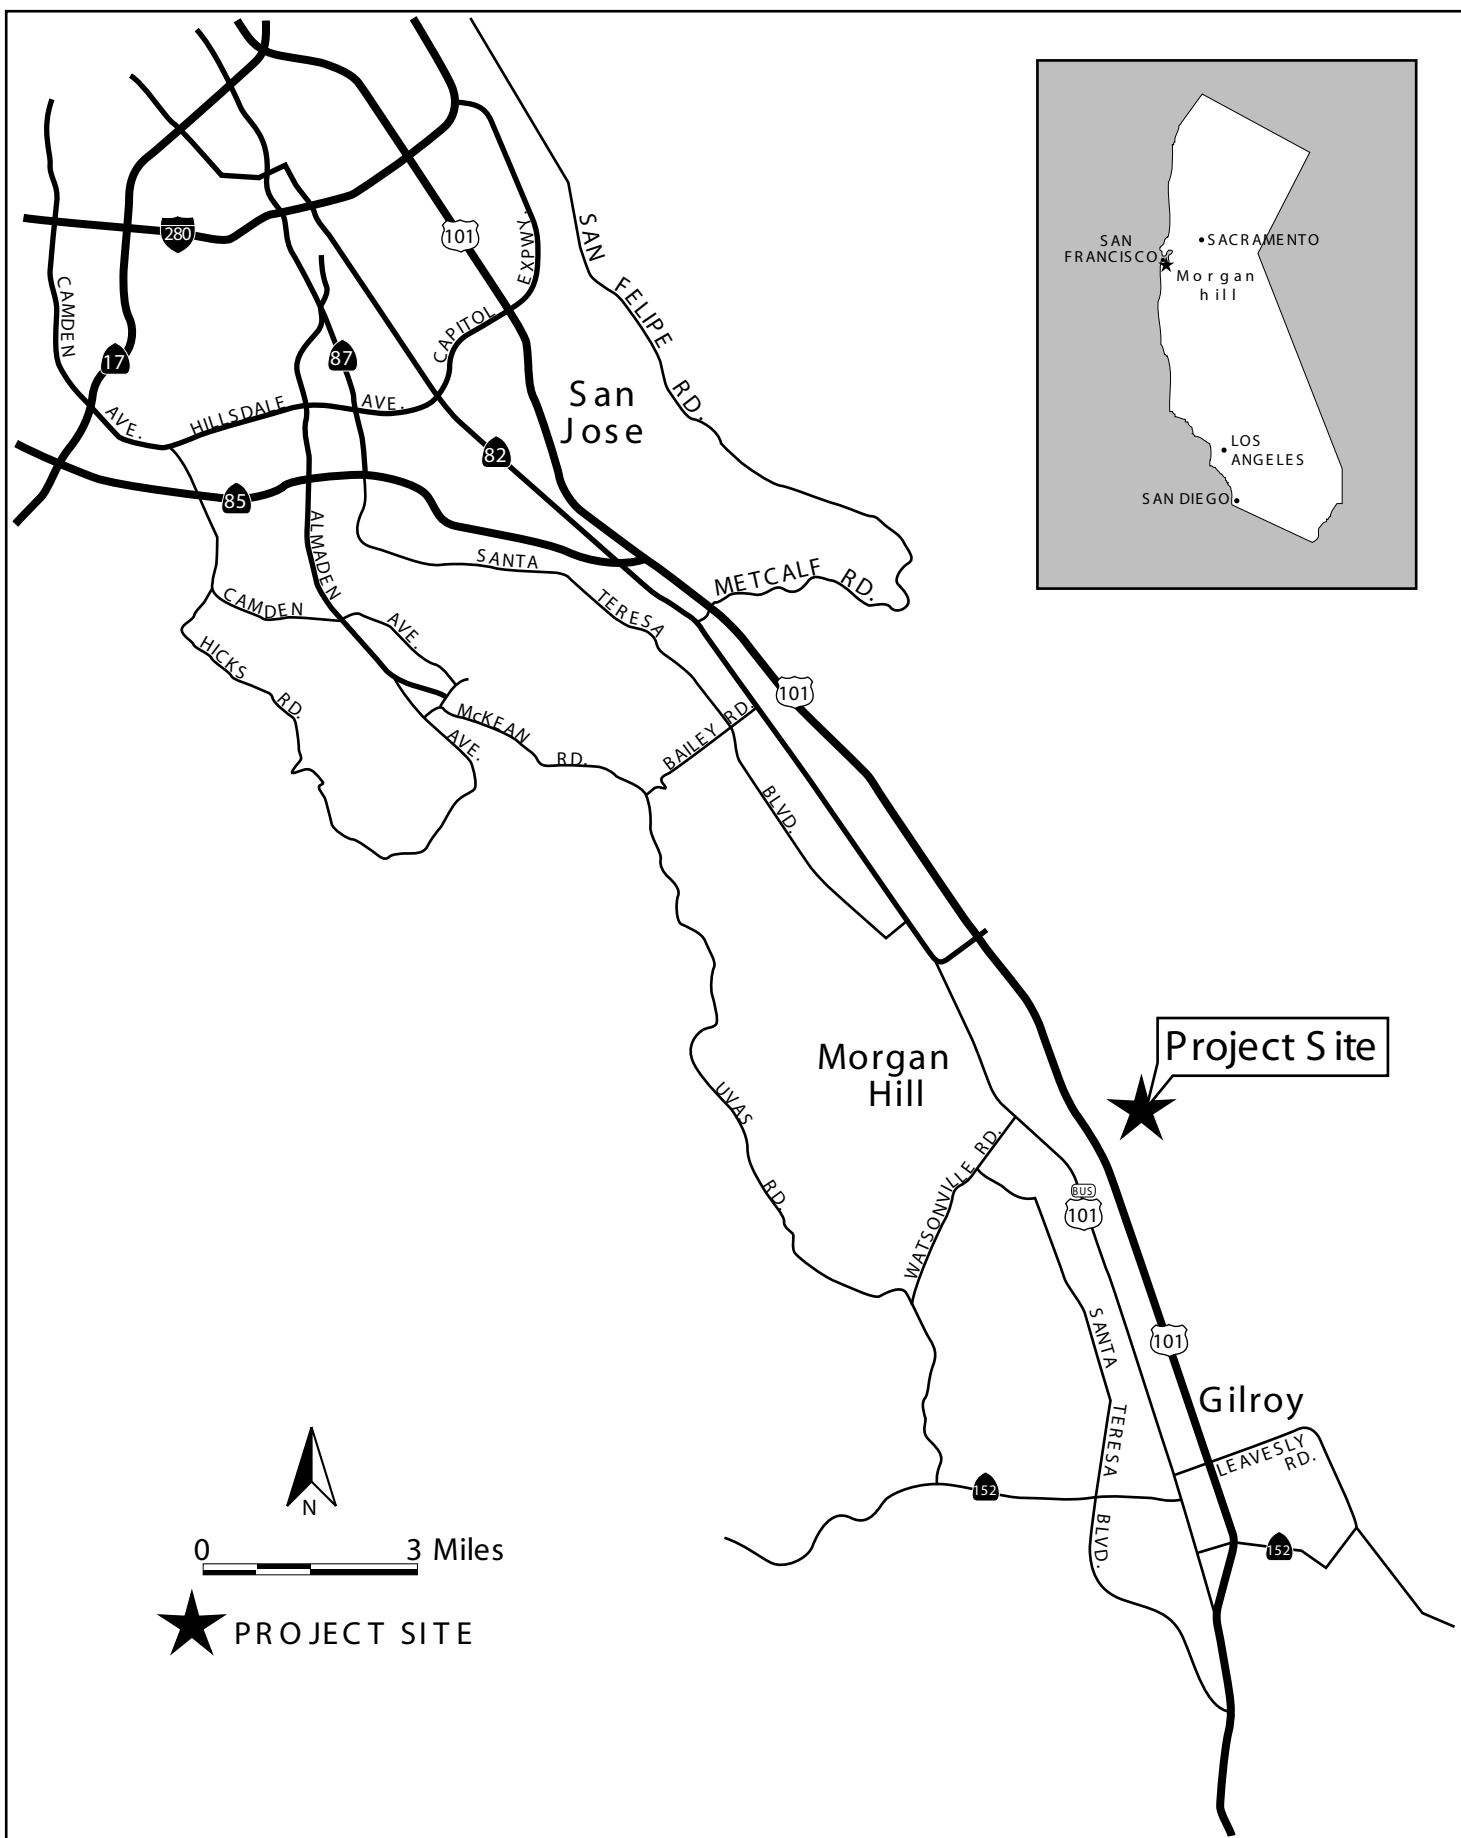 280
101
EXPWY.
SAN
FELIPE
RD.
CAMDEN
AVE.
17
87
CAPITOL
HILLSDALE
AVE.
San
Jose
82
85
ALMADEN
SANTA
TERESA
METCALF RD.
CAMDEN
AVE.
HICKS
RD.
McKEAN
RD.
AVE.
BAILEY RD.
BLVD.
101
SAN
FRANCISCO
SACRAMENTO
Morgan
hill
LOS
ANGELES
SAN DIEGO
Project Site
Morgan
Hill
UVAS
RD.
WATSONVILLE RD.
BUS
101
SANTA
TERESA
BLVD.
101
Gilroy
LEAVESLY
RD.
152
152
N
0 3 Miles
PROJECT SITE